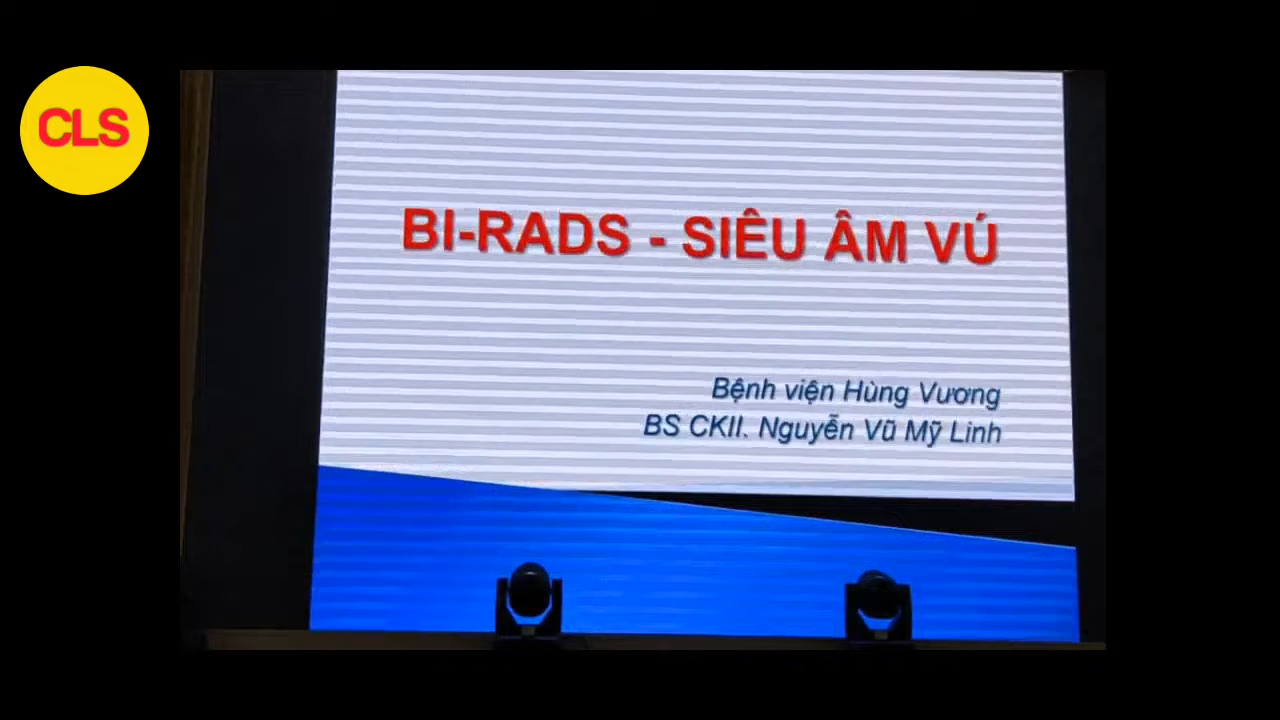 CLS
BI-RADS - SIÊU ÂM VÚ
Bệnh viện Hùng Vương
BS CKII. Nguyễn Vũ Mỹ Linh